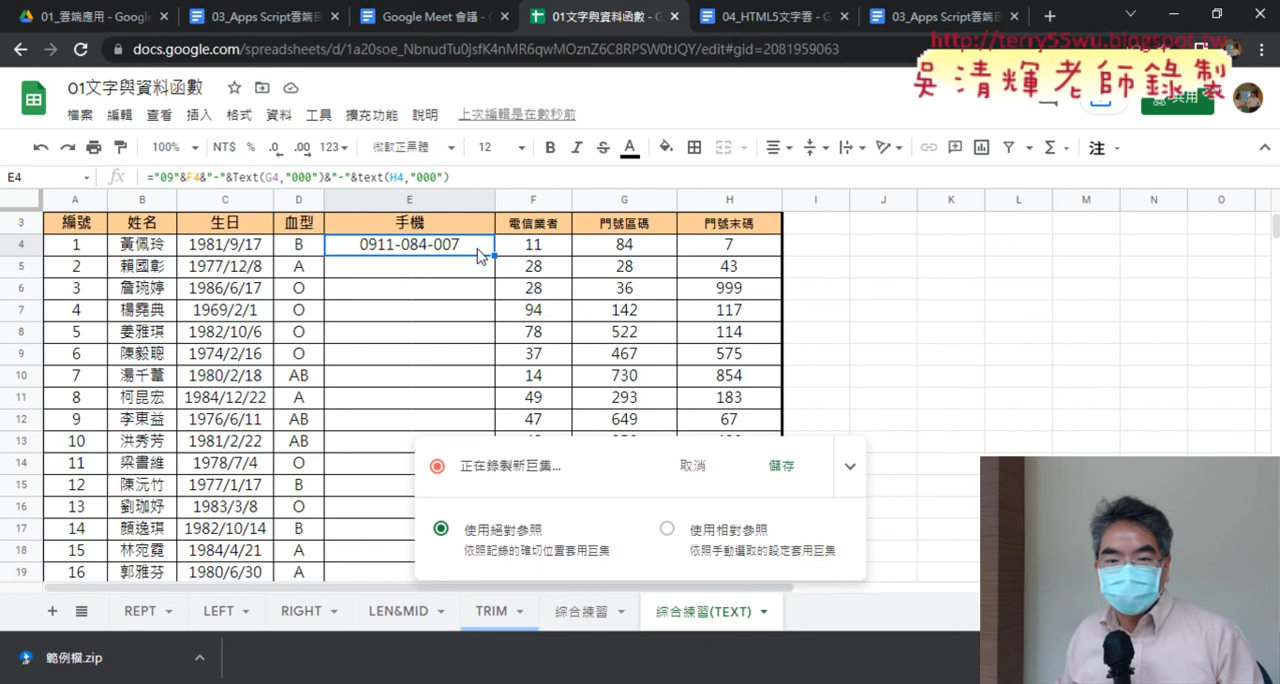 01_雲端應用 - Googl
03_Apps Script雲端目
Google Meet 會議 - G
01文字與資料函數 - G
04_HTML5文字雲 - G
03_Apps Script雲端目
docs.google.com/spreadsheets/d/1a20soe_NbnudTu0jsfK4nMR6qwMOznZ6C8RPSW0tJQY/edit#gid=2081959063
http://terry55wu.blogspot.tw
吳清輝老師錄製
01文字與資料函數
共用
檔案 編輯 查看 插入 格式 資料 工具 擴充功能 說明 上次編輯是在數秒前
100% NT$ % .0 .00 123 微軟正黑體 12 B I S A Σ 注
E4 fx ="09"&F4&"-"&Text(G4,"000")&"-"&text(H4,"000")
A B C D E F G H I J K L M N O
3 編號 姓名 生日 血型 手機 電信業者 門號區碼 門號末碼
4 1 黃佩玲 1981/9/17 B 0911-084-007 11 84 7
5 2 賴國彰 1977/12/8 A 28 28 43
6 3 詹琬婷 1986/6/17 O 28 36 999
7 4 楊堯典 1969/2/1 O 94 142 117
8 5 姜雅琪 1982/10/6 O 78 522 114
9 6 陳毅聰 1974/2/16 O 37 467 575
10 7 湯千 1980/2/18 AB 14 730 854
11 8 柯昆宏 1984/12/22 A 49 293 183
12 9 李東益 1976/6/11 AB 47 649 67
13 10 洪秀芳 1981/2/22 AB
14 11 梁書維 1978/7/4 O
15 12 陳沅竹 1977/1/17 B
16 13 劉珈妤 1983/3/8 O
17 14 顏逸琪 1982/10/14 B
18 15 林宛霓 1984/4/21 A
19 16 郭雅芬 1980/6/30 A
正在錄製新巨集... 取消 儲存
使用絕對參照 使用相對參照
依照記錄的確切位置套用巨集 依照手動選取的設定套用巨集
REPT LEFT RIGHT LEN&MID TRIM 綜合練習 綜合練習(TEXT)
範例檔.zip